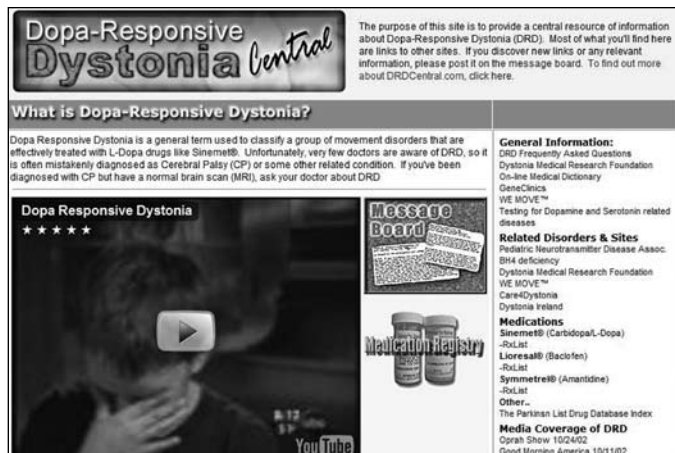 Dopa-Responsive
Dystonia Central
The purpose of this site is to provide a central resource of information
about Dopa-Responsive Dystonia (DRD). Most of what you'll find here
are links to other sites. If you discover new links or any relevant
information, please post it on the message board. To find out more
about DRDCentral.com, click here.
What is Dopa-Responsive Dystonia?
Dopa Responsive Dystonia is a general term used to classify a group of movement disorders that are
effectively treated with L-Dopa drugs like Sinemet®. Unfortunately, very few doctors are aware of DRD, so it
is often mistakenly diagnosed as Cerebral Palsy (CP) or some other related condition. If you've been
diagnosed with CP but have a normal brain scan (MRI), ask your doctor about DRD
Dopa Responsive Dystonia
★★★★★
YouTube
Message
Board
Medication Registry
General Information:
DRD Frequently Asked Questions
Dystonia Medical Research Foundation
On-line Medical Dictionary
GeneClinics
WE MOVE™
Testing for Dopamine and Serotonin related
diseases
Related Disorders & Sites
Pediatric Neurotransmitter Disease Assoc.
BH4 deficiency
Dystonia Medical Research Foundation
WE MOVE™
Care4Dystonia
Dystonia Ireland
Medications
Sinemet® (Carbidopa/L-Dopa)
-RxList
Lioresal® (Baclofen)
-RxList
Symmetrel® (Amantidine)
-RxList
Other..
The Parkinsn List Drug Database Index
Media Coverage of DRD
Oprah Show 10/24/02
Good Morning America 10/11/02